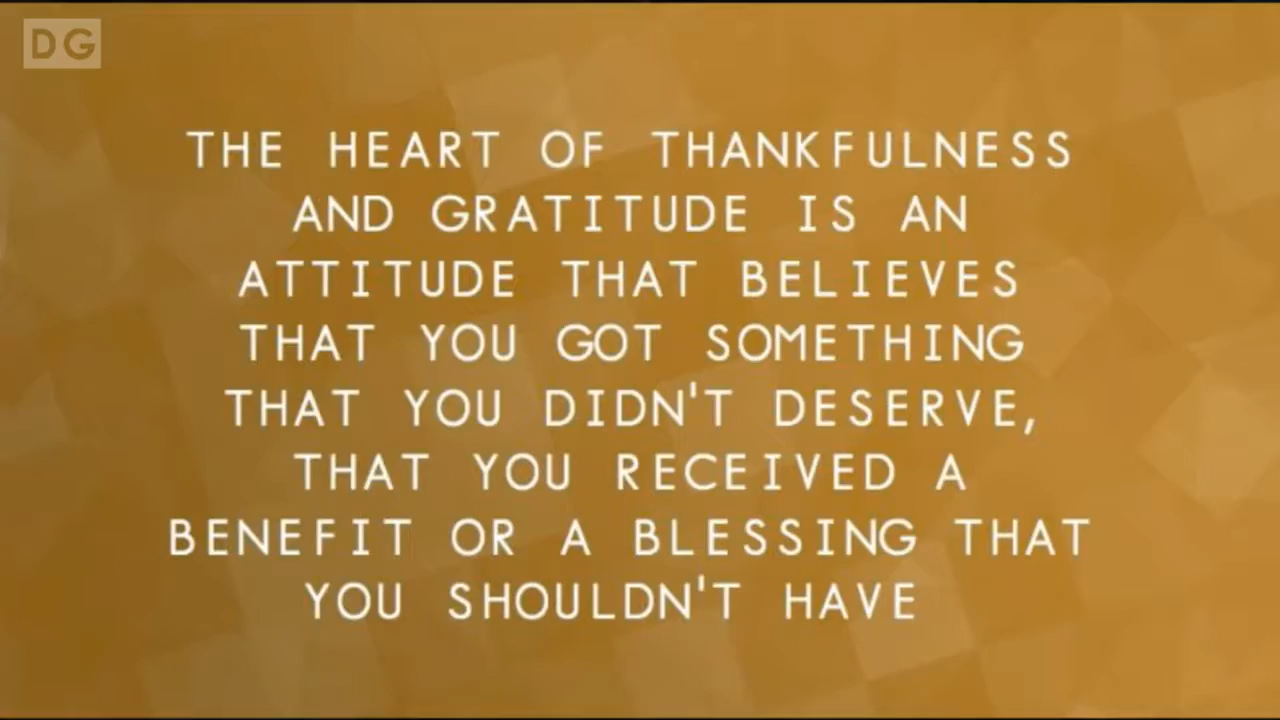 DG
THE HEART OF THANKFULNESS
AND GRATITUDE IS AN
ATTITUDE THAT BELIEVES
THAT YOU GOT SOMETHING
THAT YOU DIDN'T DESERVE,
THAT YOU RECEIVED A
BENEFIT OR A BLESSING THAT
YOU SHOULDN'T HAVE